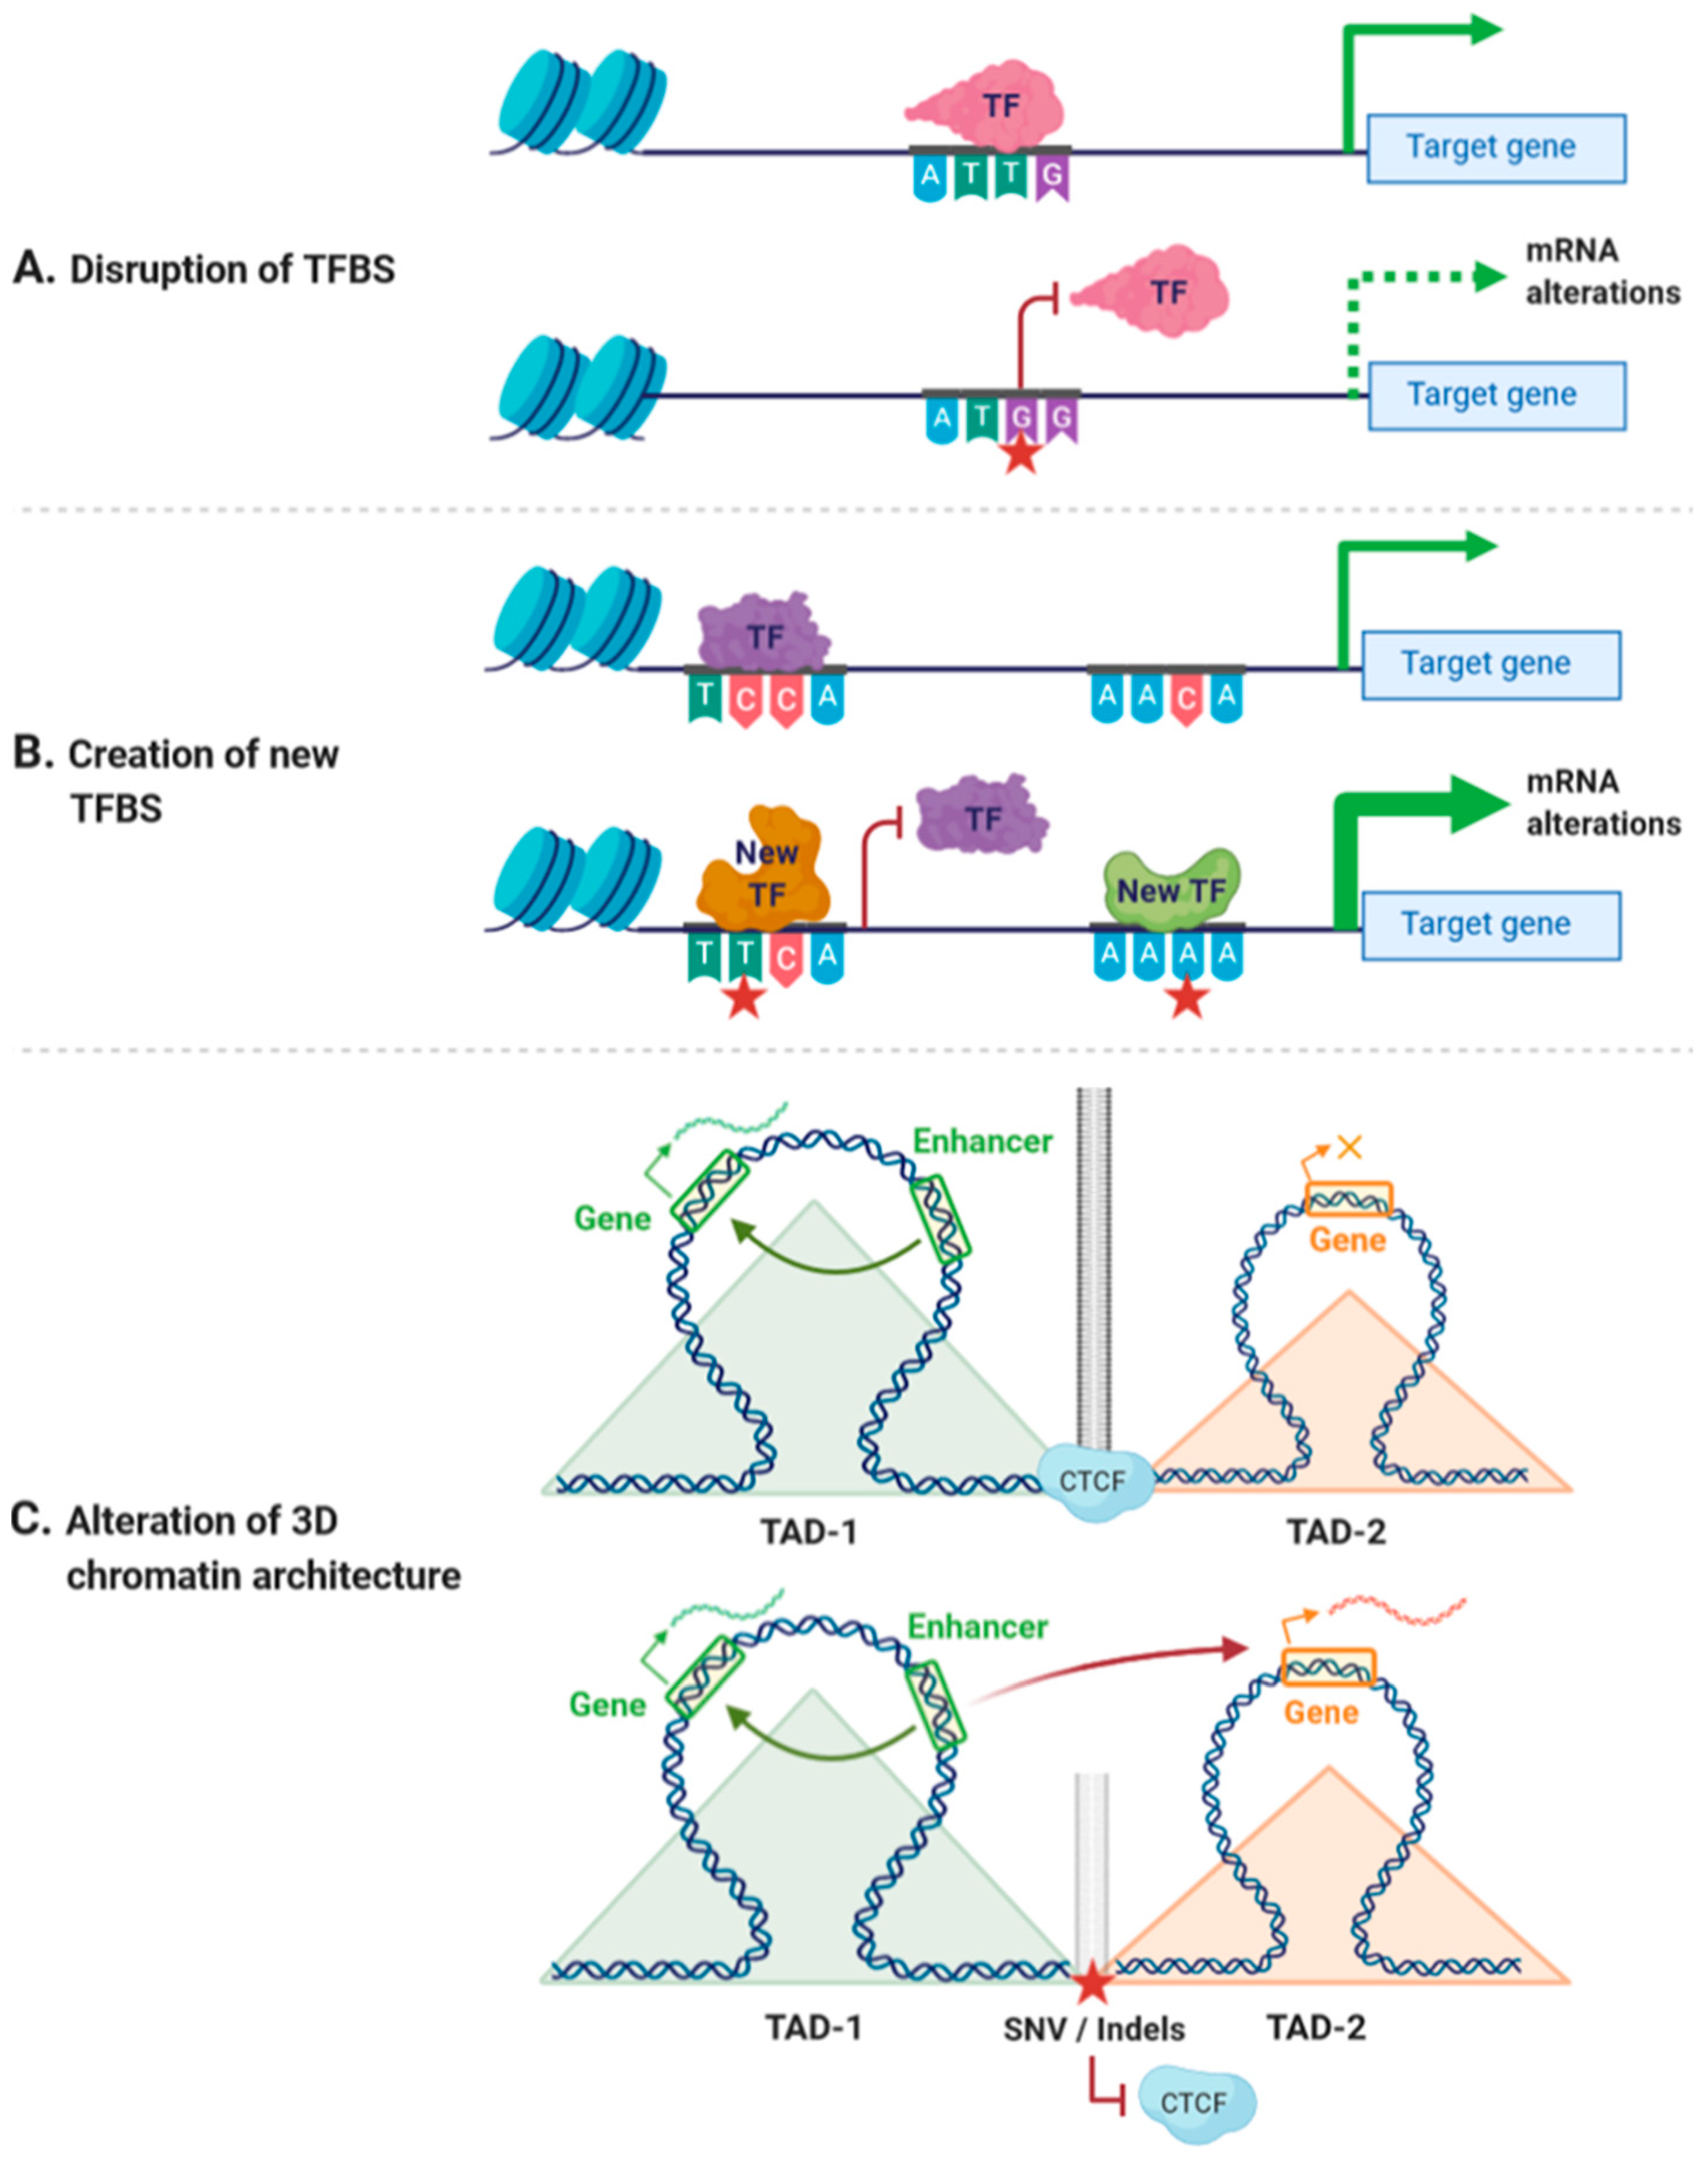 TF
Target gene
A T T G
A. Disruption of TFBS
mRNA
alterations
TF
Target gene
A T G G
TF
Target gene
T C C A
A A C A
B. Creation of new
TFBS
mRNA
alterations
TF
New
TF
New TF
Target gene
T T C A
A A A A
Enhancer
Gene
Gene
CTCF
TAD-1
TAD-2
C. Alteration of 3D
chromatin architecture
Enhancer
Gene
Gene
TAD-1
SNV / Indels
TAD-2
CTCF